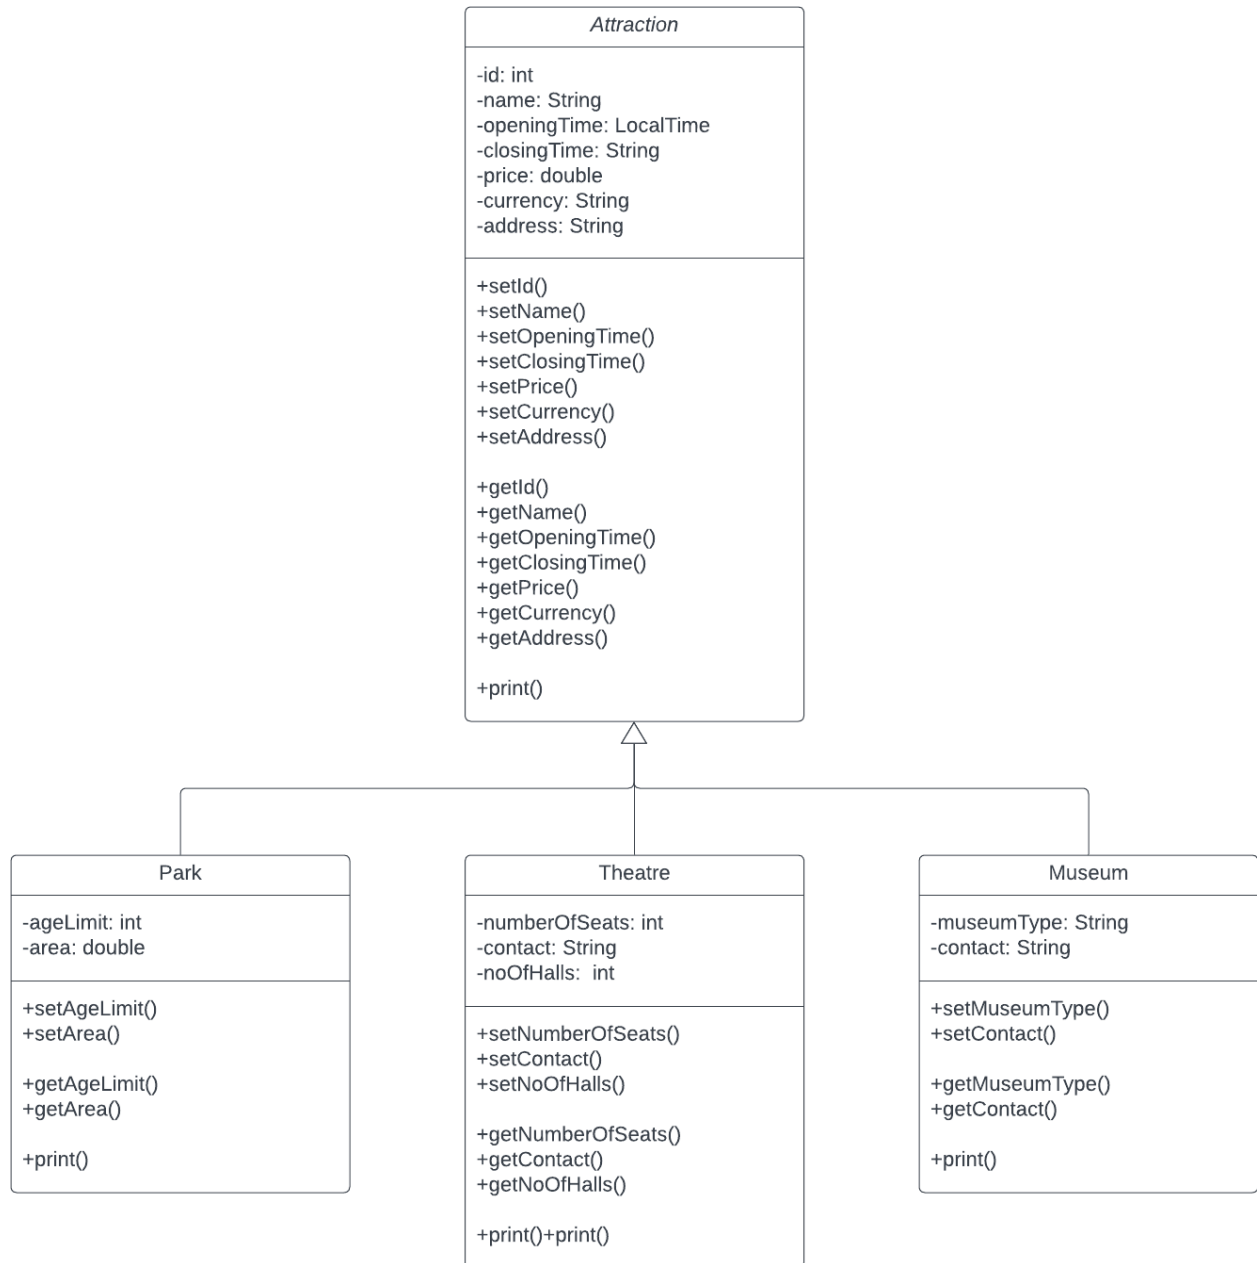 Attraction
-id: int
-name: String
-openingTime: LocalTime
-closingTime: String
-price: double
-currency: String
-address: String
+setId()
+setName()
+setOpeningTime()
+setClosingTime()
+setPrice()
+setCurrency()
+setAddress()
+getId()
+getName()
+getOpeningTime()
+getClosingTime()
+getPrice()
+getCurrency()
+getAddress()
+print()
Park
-ageLimit: int
-area: double
+setAgeLimit()
+setArea()
+getAgeLimit()
+getArea()
+print()
Theatre
-numberOfSeats: int
-contact: String
-noOfHalls:  int
+setNumberOfSeats()
+setContact()
+setNoOfHalls()
+getNumberOfSeats()
+getContact()
+getNoOfHalls()
+print()+print()
Museum
-museumType: String
-contact: String
+setMuseumType()
+setContact()
+getMuseumType()
+getContact()
+print()